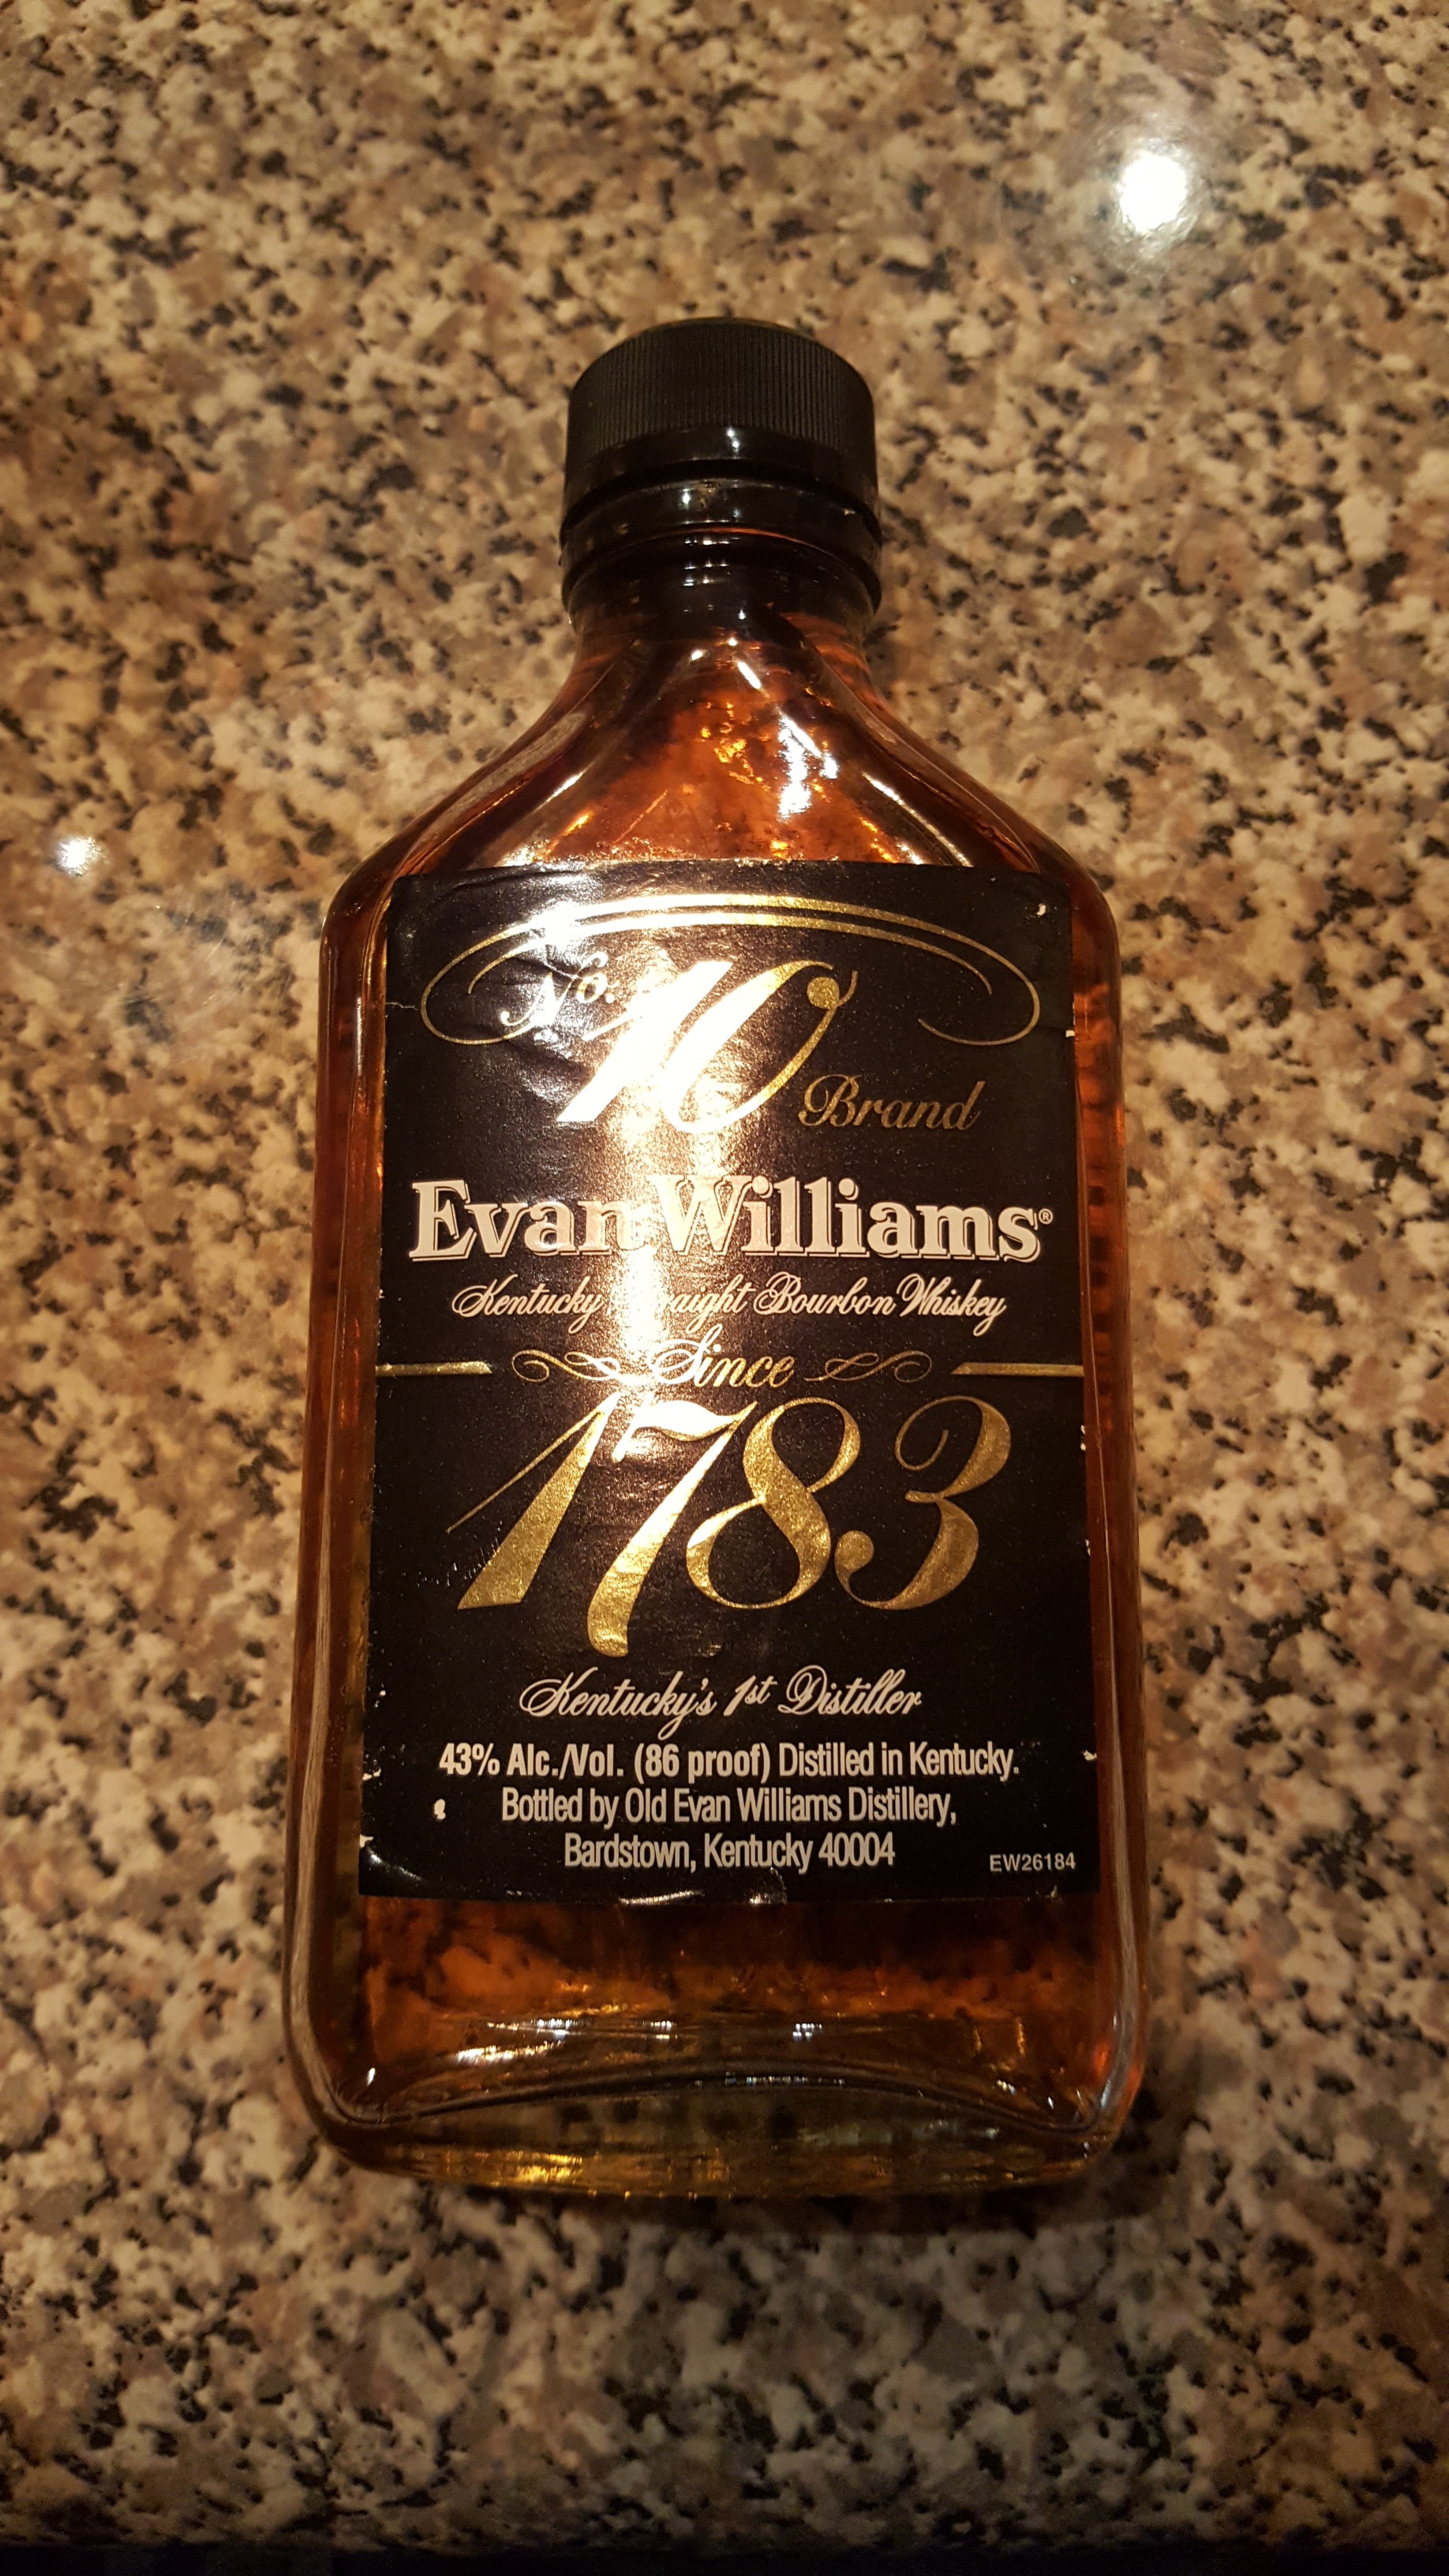 No. 10 Brand
Evan Williams®
Kentucky Straight Bourbon Whiskey
Since
1783
Kentucky's 1st Distiller
43% Alc./Vol. (86 proof) Distilled in Kentucky.
Bottled by Old Evan Williams Distillery,
Bardstown, Kentucky 40004
EW26184